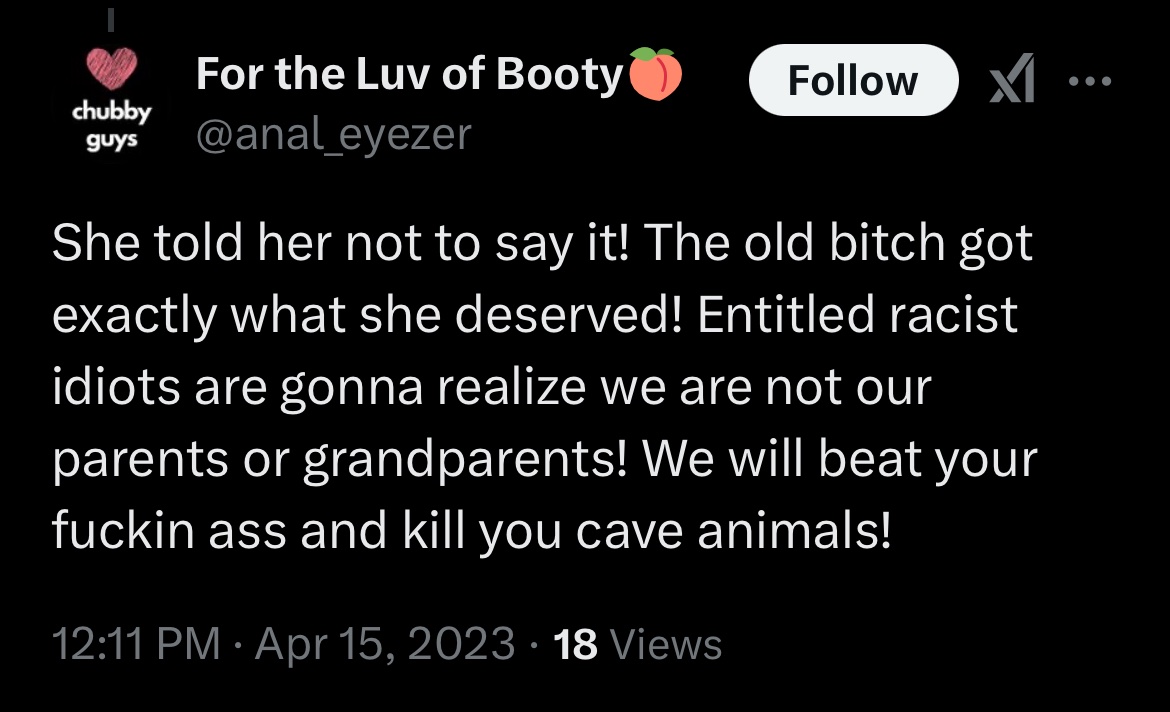 chubby
guys
For the Luv of Booty🍑
@anal_eyezer
Follow
She told her not to say it! The old bitch got
exactly what she deserved! Entitled racist
idiots are gonna realize we are not our
parents or grandparents! We will beat your
fuckin ass and kill you cave animals!
12:11 PM · Apr 15, 2023 · 18 Views